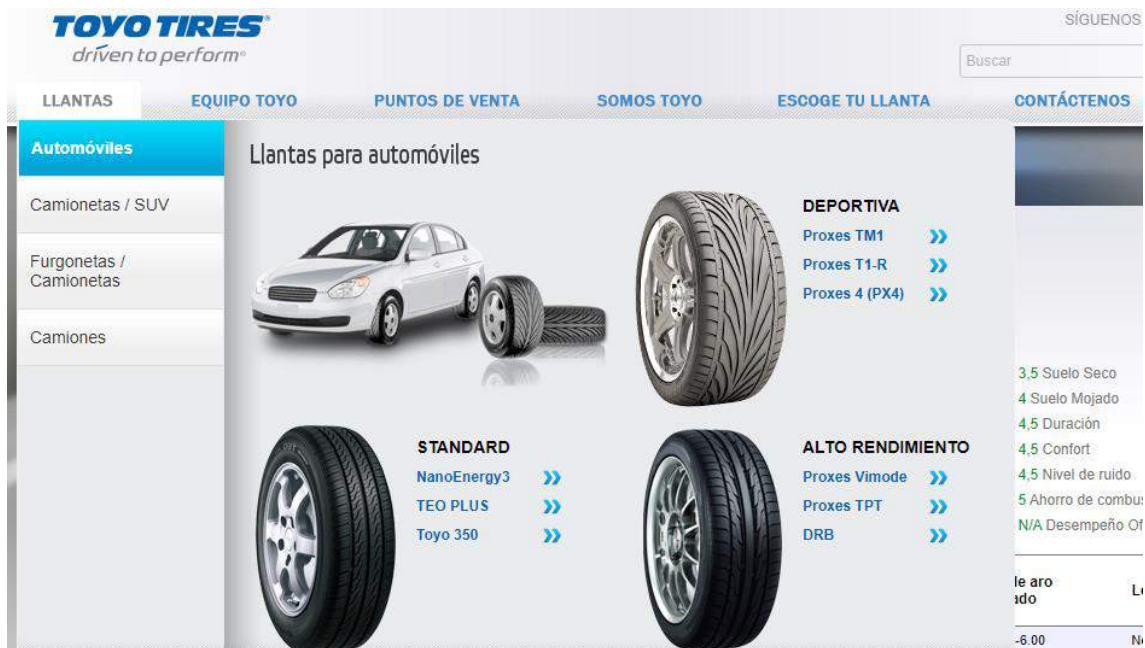 TOYO TIRES
driven to perform
SÍGUENOS
Buscar
LLANTAS
EQUIPO TOYO
PUNTOS DE VENTA
SOMOS TOYO
ESCOGE TU LLANTA
CONTÁCTENOS
Automóviles
Camionetas / SUV
Furgonetas /
Camionetas
Camiones
Llantas para automóviles
DEPORTIVA
Proxes TM1
Proxes T1-R
Proxes 4 (PX4)
STANDARD
NanoEnergy3
TEO PLUS
Toyo 350
ALTO RENDIMIENTO
Proxes Vimode
Proxes TPT
DRB
3,5 Suelo Seco
4 Suelo Mojado
4,5 Duración
4,5 Confort
4,5 Nivel de ruido
5 Ahorro de combus
N/A Desempeño Of
de aro
-6.00